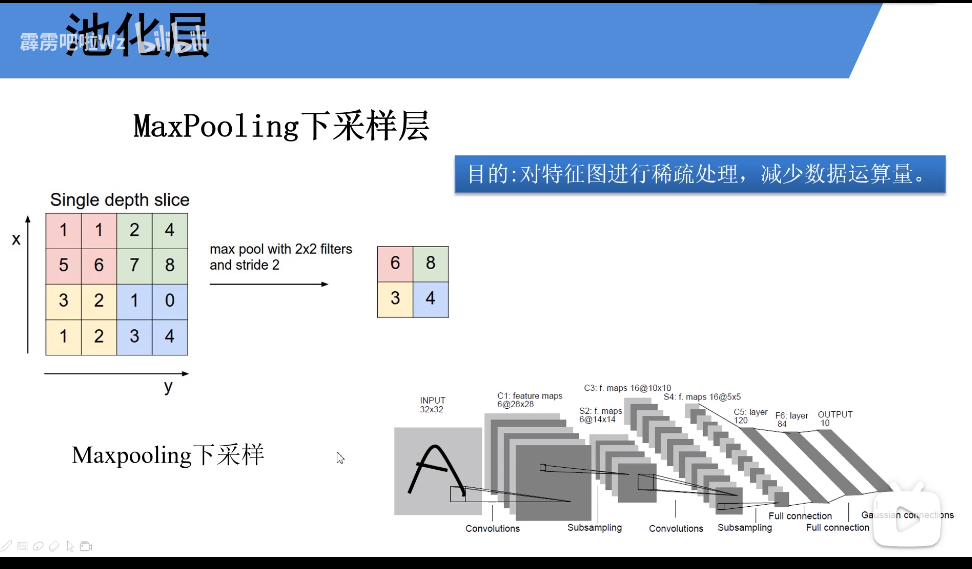 池化层
霹雳吧啦Wz bilibili
MaxPooling下采样层
目的:对特征图进行稀疏处理，减少数据运算量。
Single depth slice
x
1 1 2 4
5 6 7 8
3 2 1 0
1 2 3 4
y
max pool with 2x2 filters
and stride 2
6 8
3 4
Maxpooling下采样
INPUT
32x32
C1: feature maps
6@28x28
S2: f. maps
6@14x14
C3: f. maps 16@10x10
S4: f. maps 16@5x5
C5: layer
120
F6: layer
84
OUTPUT
10
Convolutions
Subsampling
Convolutions
Subsampling
Full connection
Full connection
Gaussian connections